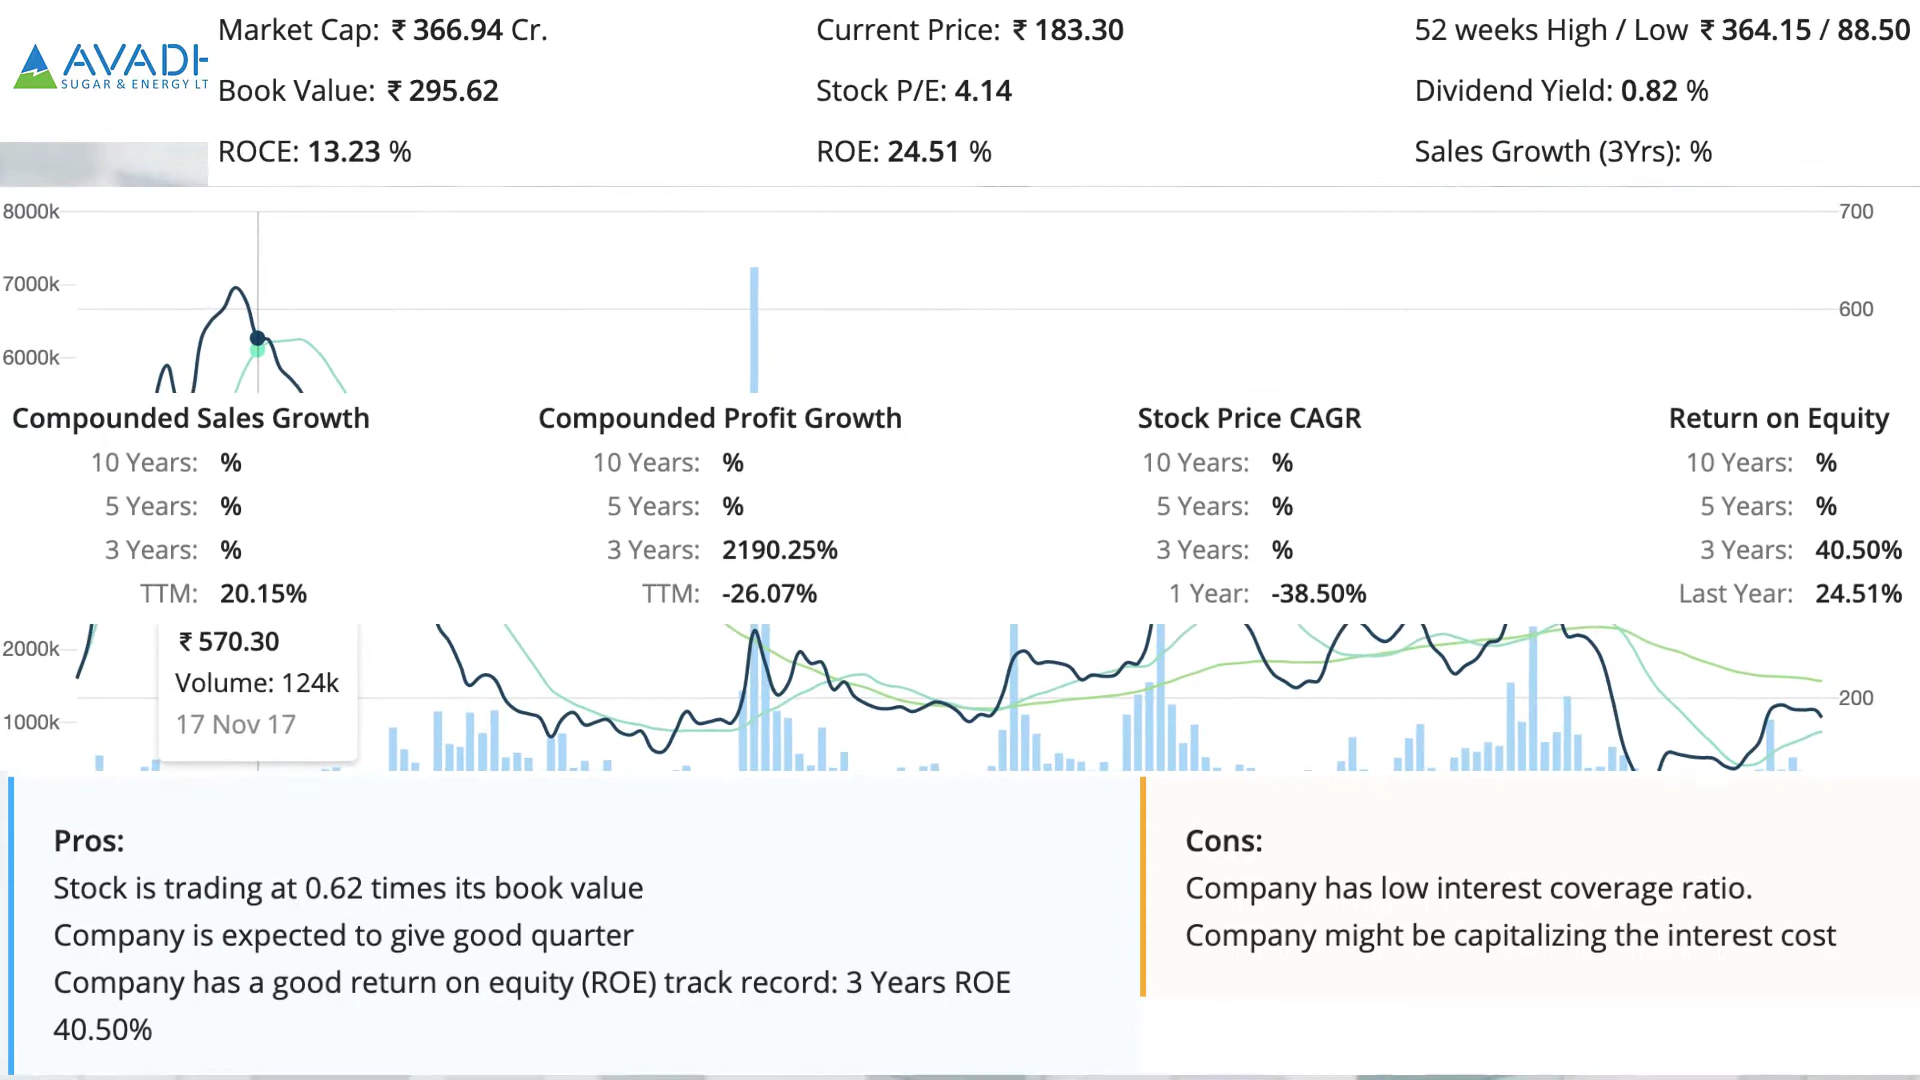 AVADH
SUGAR & ENERGY LT
Market Cap: ₹ 366.94 Cr.
Current Price: ₹ 183.30
52 weeks High / Low ₹ 364.15 / 88.50
Book Value: ₹ 295.62
Stock P/E: 4.14
Dividend Yield: 0.82 %
ROCE: 13.23 %
ROE: 24.51 %
Sales Growth (3Yrs): %
8000k
700
7000k
600
6000k
Compounded Sales Growth
10 Years: %
5 Years: %
3 Years: %
TTM: 20.15%
Compounded Profit Growth
10 Years: %
5 Years: %
3 Years: 2190.25%
TTM: -26.07%
Stock Price CAGR
10 Years: %
5 Years: %
3 Years: %
1 Year: -38.50%
Return on Equity
10 Years: %
5 Years: %
3 Years: 40.50%
Last Year: 24.51%
2000k
₹ 570.30
Volume: 124k
17 Nov 17
200
1000k
Pros:
Stock is trading at 0.62 times its book value
Company is expected to give good quarter
Company has a good return on equity (ROE) track record: 3 Years ROE
40.50%
Cons:
Company has low interest coverage ratio.
Company might be capitalizing the interest cost